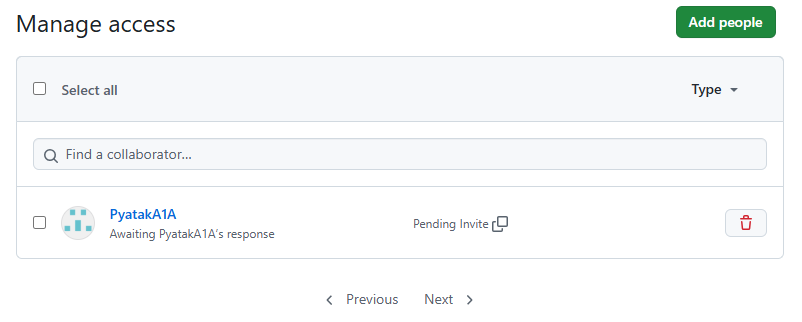 Manage access
Add people
Select all
Type
Find a collaborator...
PyatakA1A
Awaiting PyatakA1A's response
Pending Invite
Previous
Next